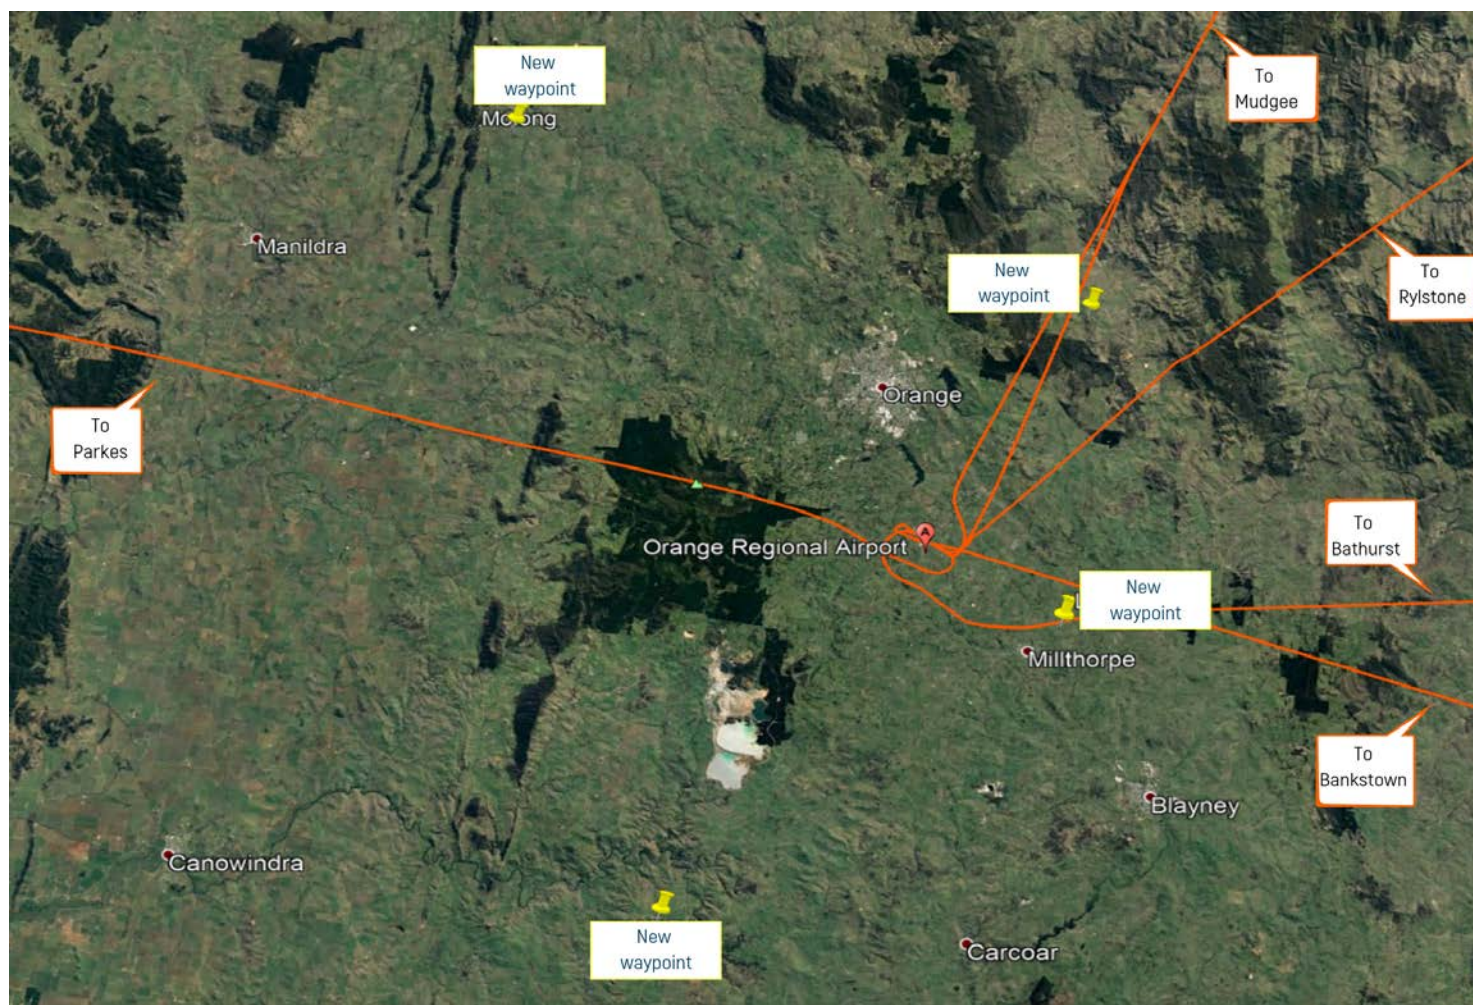 New
waypoint
Molong
To
Mudgee
Manildra
New
waypoint
To
Rylstone
Orange
To
Parkes
A
Orange Regional Airport
To
Bathurst
New
waypoint
Millthorpe
To
Bankstown
Blayney
Canowindra
New
waypoint
Carcoar